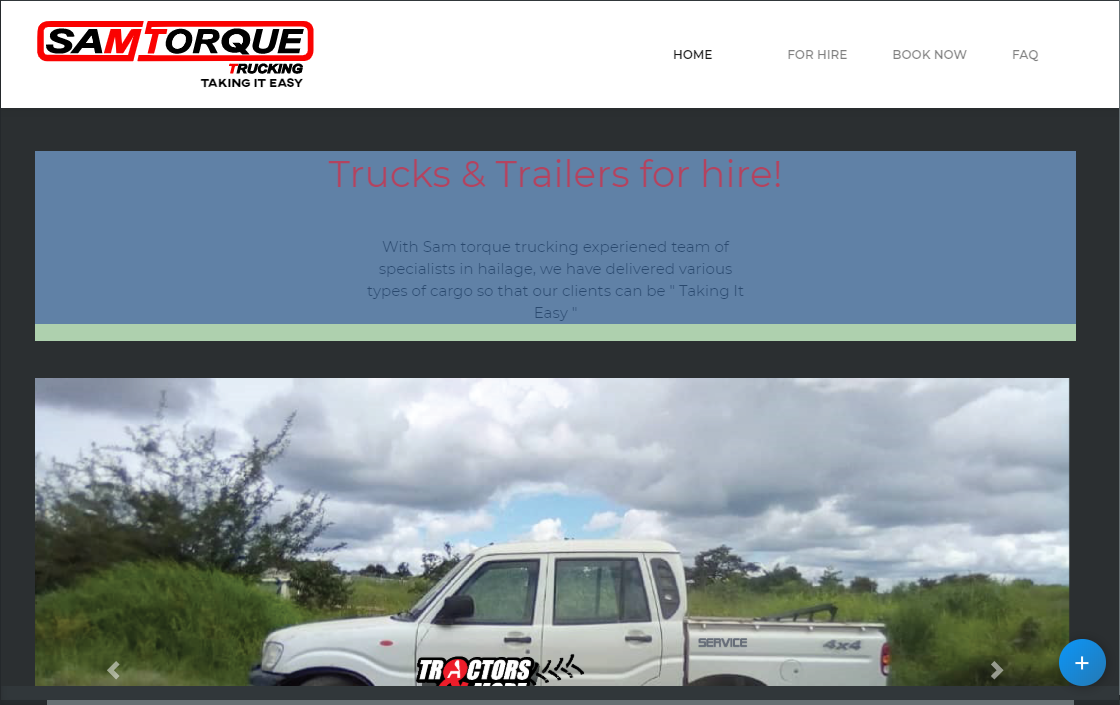 SAMTORQUE
TRUCKING
TAKING IT EASY
HOME FOR HIRE BOOK NOW FAQ
Trucks & Trailers for hire!
With Sam torque trucking experiened team of
specialists in hailage, we have delivered various
types of cargo so that our clients can be " Taking It
Easy "
SERVICE 4x4
TRACTORS